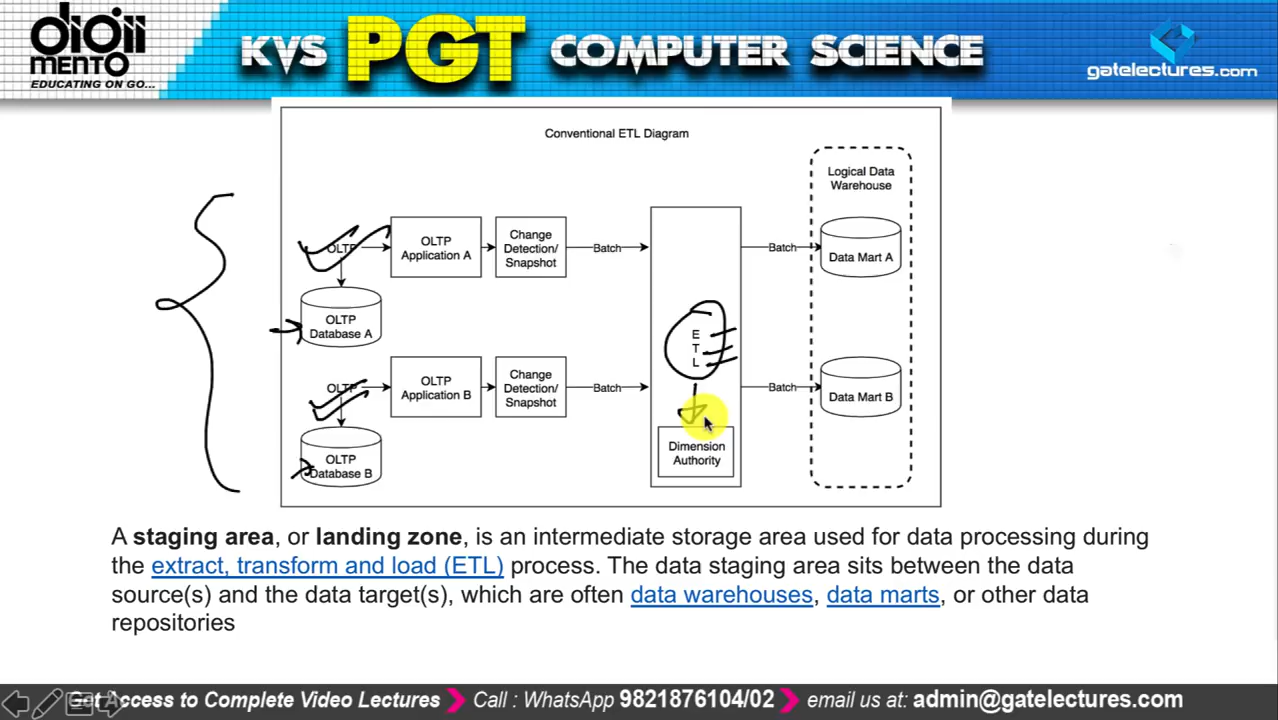 digii
MENTO
EDUCATING ON GO...
KVS PGT COMPUTER SCIENCE
gatelectures.com
Conventional ETL Diagram
Logical Data
Warehouse
OLTP
OLTP
Application A
Change
Detection/
Snapshot
Batch
Batch
Data Mart A
OLTP
Database A
E
T
L
OLTP
OLTP
Application B
Change
Detection/
Snapshot
Batch
Batch
Data Mart B
OLTP
Database B
Dimension
Authority
A staging area, or landing zone, is an intermediate storage area used for data processing during
the extract, transform and load (ETL) process. The data staging area sits between the data
source(s) and the data target(s), which are often data warehouses, data marts, or other data
repositories
Get Access to Complete Video Lectures Call : WhatsApp 9821876104/02 email us at: admin@gatelectures.com